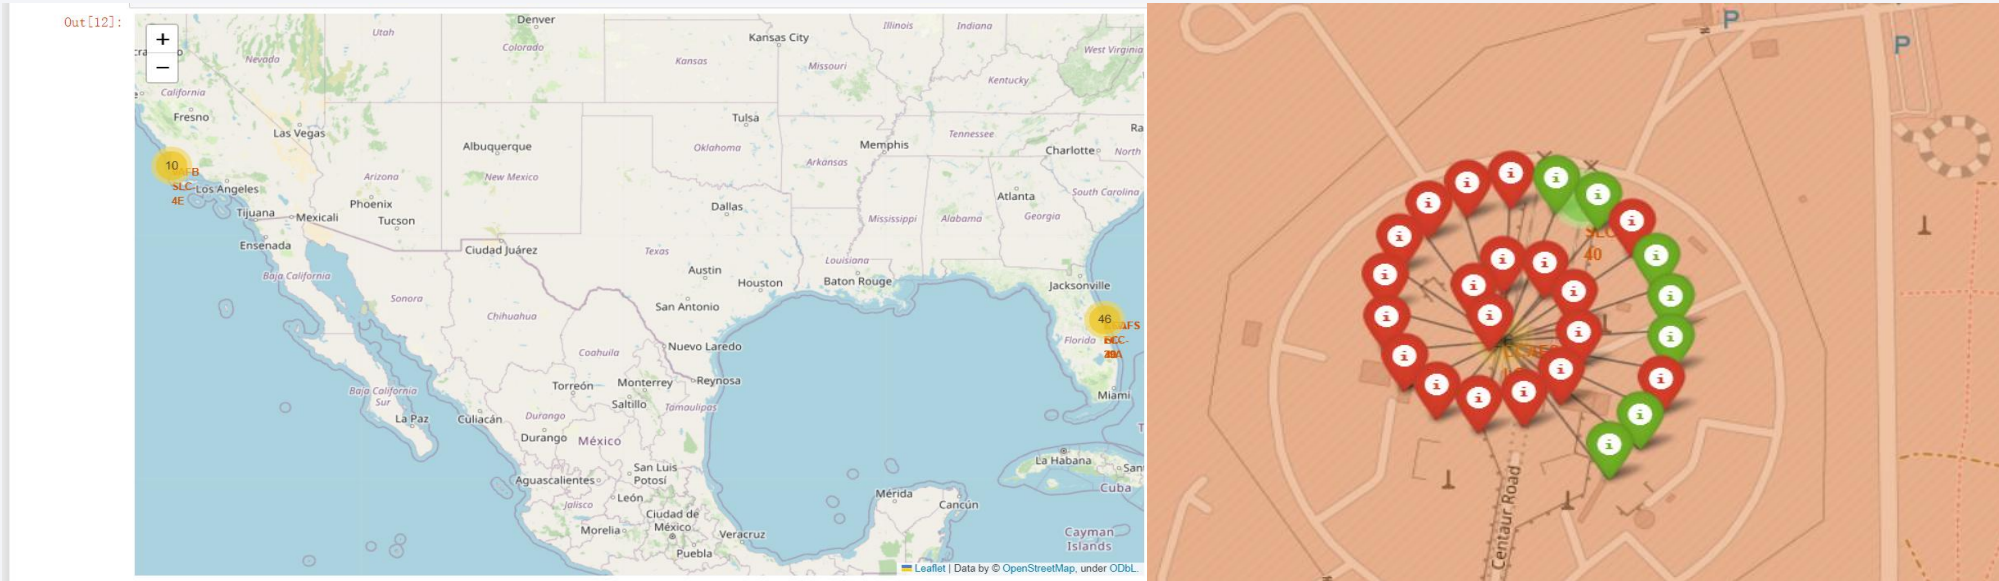 Out[12]:
+
−
Denver
Utah
Colorado
Kansas City
Illinois
Indiana
West Virginia
Nevada
Kansas
Missouri
Kentucky
California
Fresno
Las Vegas
Tulsa
Albuquerque
Oklahoma
Memphis
Tennessee
Charlotte
North
Arkansas
10
SLC-
4E
Los Angeles
Arizona
New Mexico
Phoenix
Tucson
Dallas
Atlanta
South Carolina
Mississippi
Alabama
Georgia
Tijuana
Mexicali
Ensenada
Ciudad Juárez
Texas
Louisiana
Baja California
Austin
Houston
Baton Rouge
Jacksonville
Sonora
Chihuahua
San Antonio
46
Florida
Coahuila
Nuevo Laredo
Torreón
Monterrey
Reynosa
Saltillo
Tamaulipas
Miami
Baja California
Sur
La Paz
Culiacán
Durango
Durango
México
San Luis
Potosí
La Habana
Cuba
Aguascalientes
León
Jalisco
Morelia
Ciudad de
México
Veracruz
Puebla
Mérida
Cancún
Cayman
Islands
Leaflet | Data by © OpenStreetMap, under ODbL.
P
P
40
Centaur Road